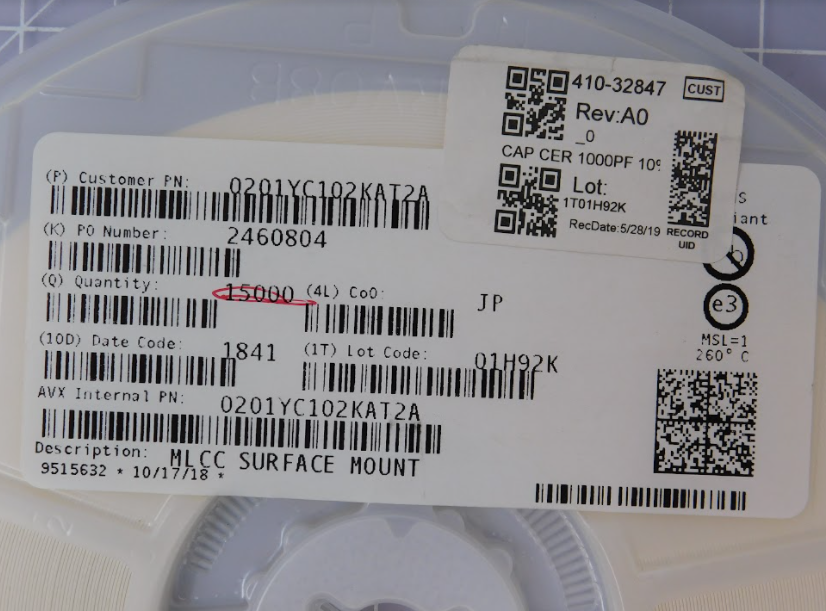 410-32847 CUST
Rev:A0
_0
CAP CER 1000PF 10%
Lot:
1T01H92K
RecDate:5/28/19
RECORD
UID
(P) Customer PN: 0201YC102KAT2A
(K) PO Number: 2460804
(Q) Quantity: 15000 (4L) CoO: JP
(10D) Date Code: 1841 (1T) Lot Code: 01H92K
AVX Internal PN: 0201YC102KAT2A
Description: MLCC SURFACE MOUNT
9515632 * 10/17/18 *
e3
MSL=1
260° C